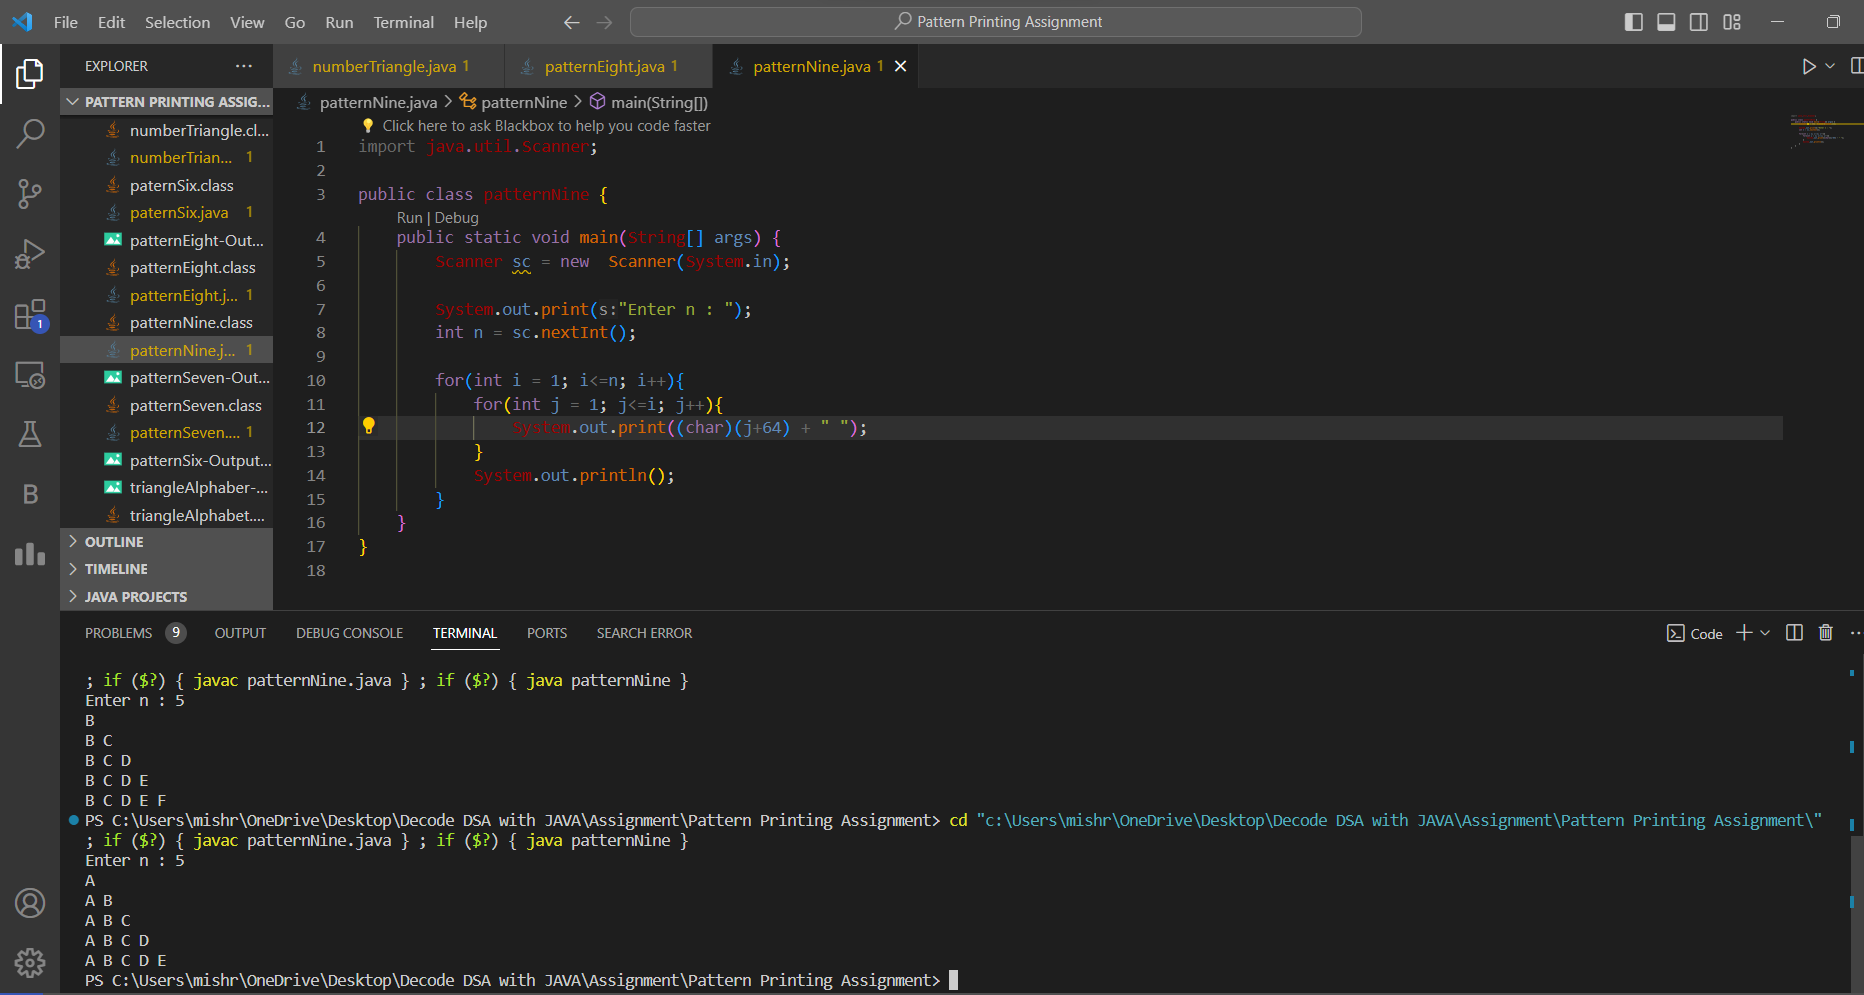 File Edit Selection View Go Run Terminal Help
Pattern Printing Assignment
EXPLORER
PATTERN PRINTING ASSIG...
numberTriangle.cl...
numberTrian... 1
paternSix.class
paternSix.java 1
patternEight-Out...
patternEight.class
patternEight.j... 1
patternNine.class
patternNine.j... 1
patternSeven-Out...
patternSeven.class
patternSeven.... 1
patternSix-Output...
triangleAlphaber-...
triangleAlphabet....
OUTLINE
TIMELINE
JAVA PROJECTS
1
B
numberTriangle.java 1
patternEight.java 1
patternNine.java 1
patternNine.java > patternNine > main(String[])
Click here to ask Blackbox to help you code faster
1 import java.util.Scanner;
2
3 public class patternNine {
Run | Debug
4 public static void main(String[] args) {
5 Scanner sc = new  Scanner(System.in);
6
7 System.out.print(s:"Enter n : ");
8 int n = sc.nextInt();
9
10 for(int i = 1; i<=n; i++){
11 for(int j = 1; j<=i; j++){
12 System.out.print((char)(j+64) + " ");
13 }
14 System.out.println();
15 }
16 }
17 }
18
PROBLEMS 9 OUTPUT DEBUG CONSOLE TERMINAL PORTS SEARCH ERROR
Code
; if ($?) { javac patternNine.java } ; if ($?) { java patternNine }
Enter n : 5
B
B C
B C D
B C D E
B C D E F
PS C:\Users\mishr\OneDrive\Desktop\Decode DSA with JAVA\Assignment\Pattern Printing Assignment> cd "c:\Users\mishr\OneDrive\Desktop\Decode DSA with JAVA\Assignment\Pattern Printing Assignment\"
; if ($?) { javac patternNine.java } ; if ($?) { java patternNine }
Enter n : 5
A
A B
A B C
A B C D
A B C D E
PS C:\Users\mishr\OneDrive\Desktop\Decode DSA with JAVA\Assignment\Pattern Printing Assignment>